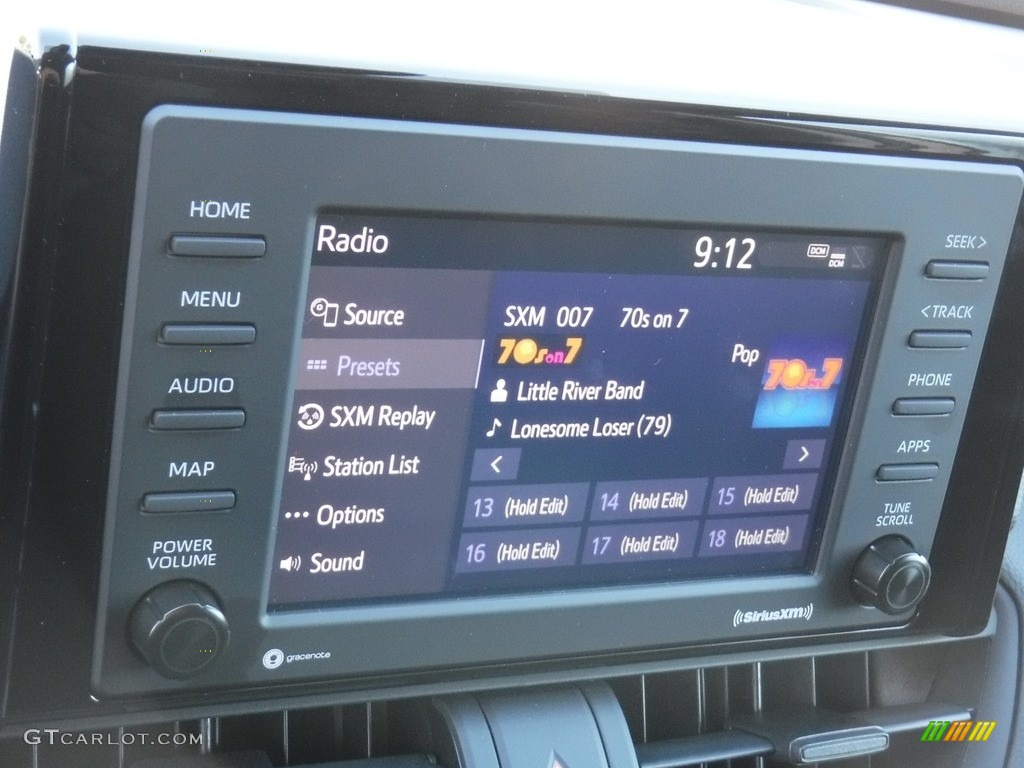 HOME
MENU
AUDIO
MAP
POWER
VOLUME
Radio
9:12
DCM
DCM
Source
Presets
SXM Replay
Station List
Options
Sound
SXM 007 70s on 7
70s on 7
Pop
70s on 7
Little River Band
Lonesome Loser (79)
<
>
13 (Hold Edit) 14 (Hold Edit) 15 (Hold Edit)
16 (Hold Edit) 17 (Hold Edit) 18 (Hold Edit)
SEEK>
<TRACK
PHONE
APPS
TUNE
SCROLL
gracenote
((SiriusXM))
GTCARLOT.COM